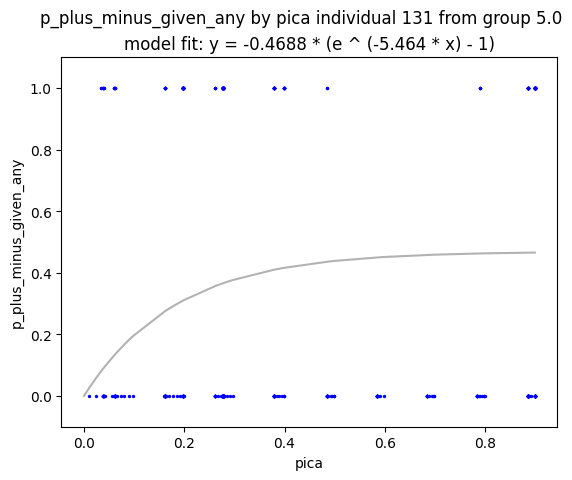 p_plus_minus_given_any by pica individual 131 from group 5.0
model fit: y = -0.4688 * (e ^ (-5.464 * x) - 1)
p_plus_minus_given_any
1.0
0.8
0.6
0.4
0.2
0.0
0.0 0.2 0.4 0.6 0.8
pica